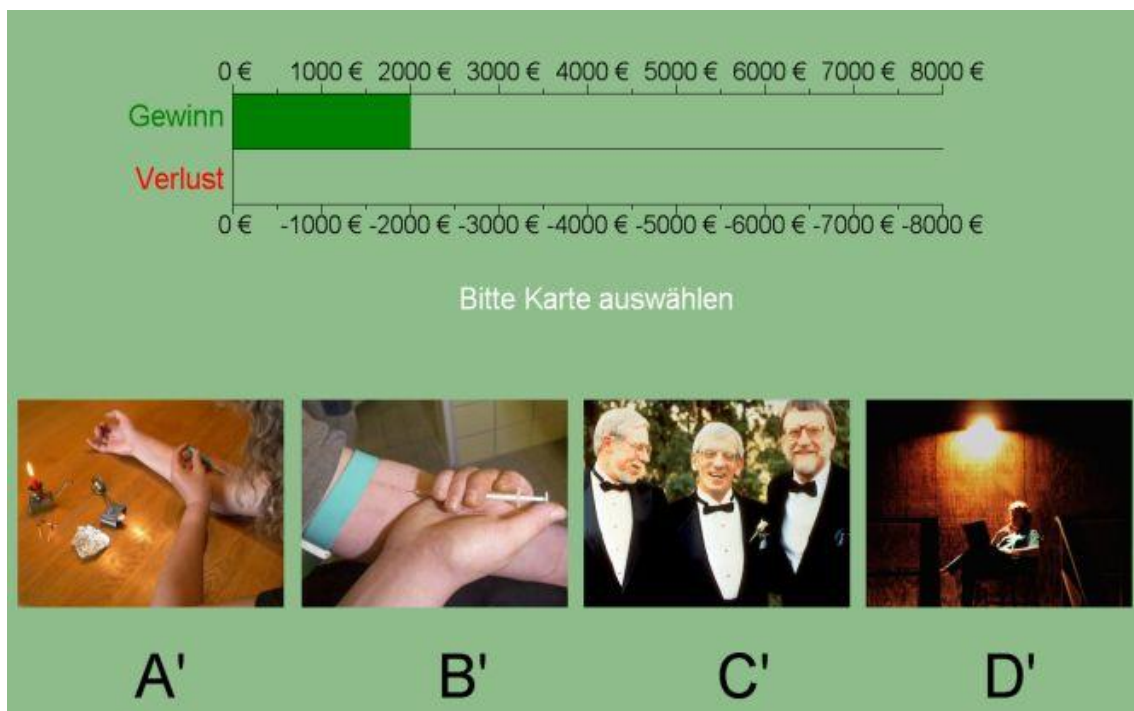 0 € 1000 € 2000 € 3000 € 4000 € 5000 € 6000 € 7000 € 8000 €
Gewinn
Verlust
0 € -1000 € -2000 € -3000 € -4000 € -5000 € -6000 € -7000 € -8000 €
Bitte Karte auswählen
A' B' C' D'